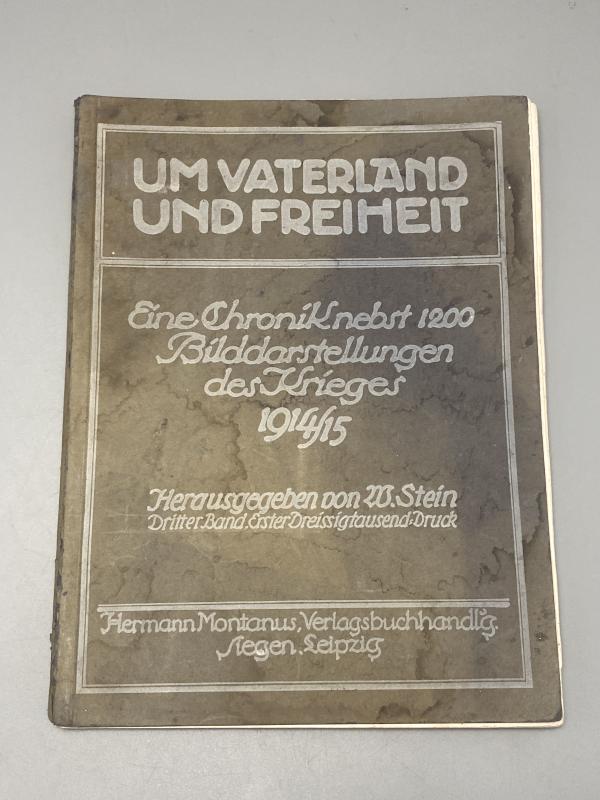 UM VATERLAND
UND FREIHEIT
Eine Chronik nebst 1200
Bilddarstellungen
des Krieges
1914/15
Herausgegeben von W. Stein
Dritter Band. Erster Dreissigtausend-Druck
Hermann Montanus, Verlagsbuchhandl'g.
Siegen. Leipzig